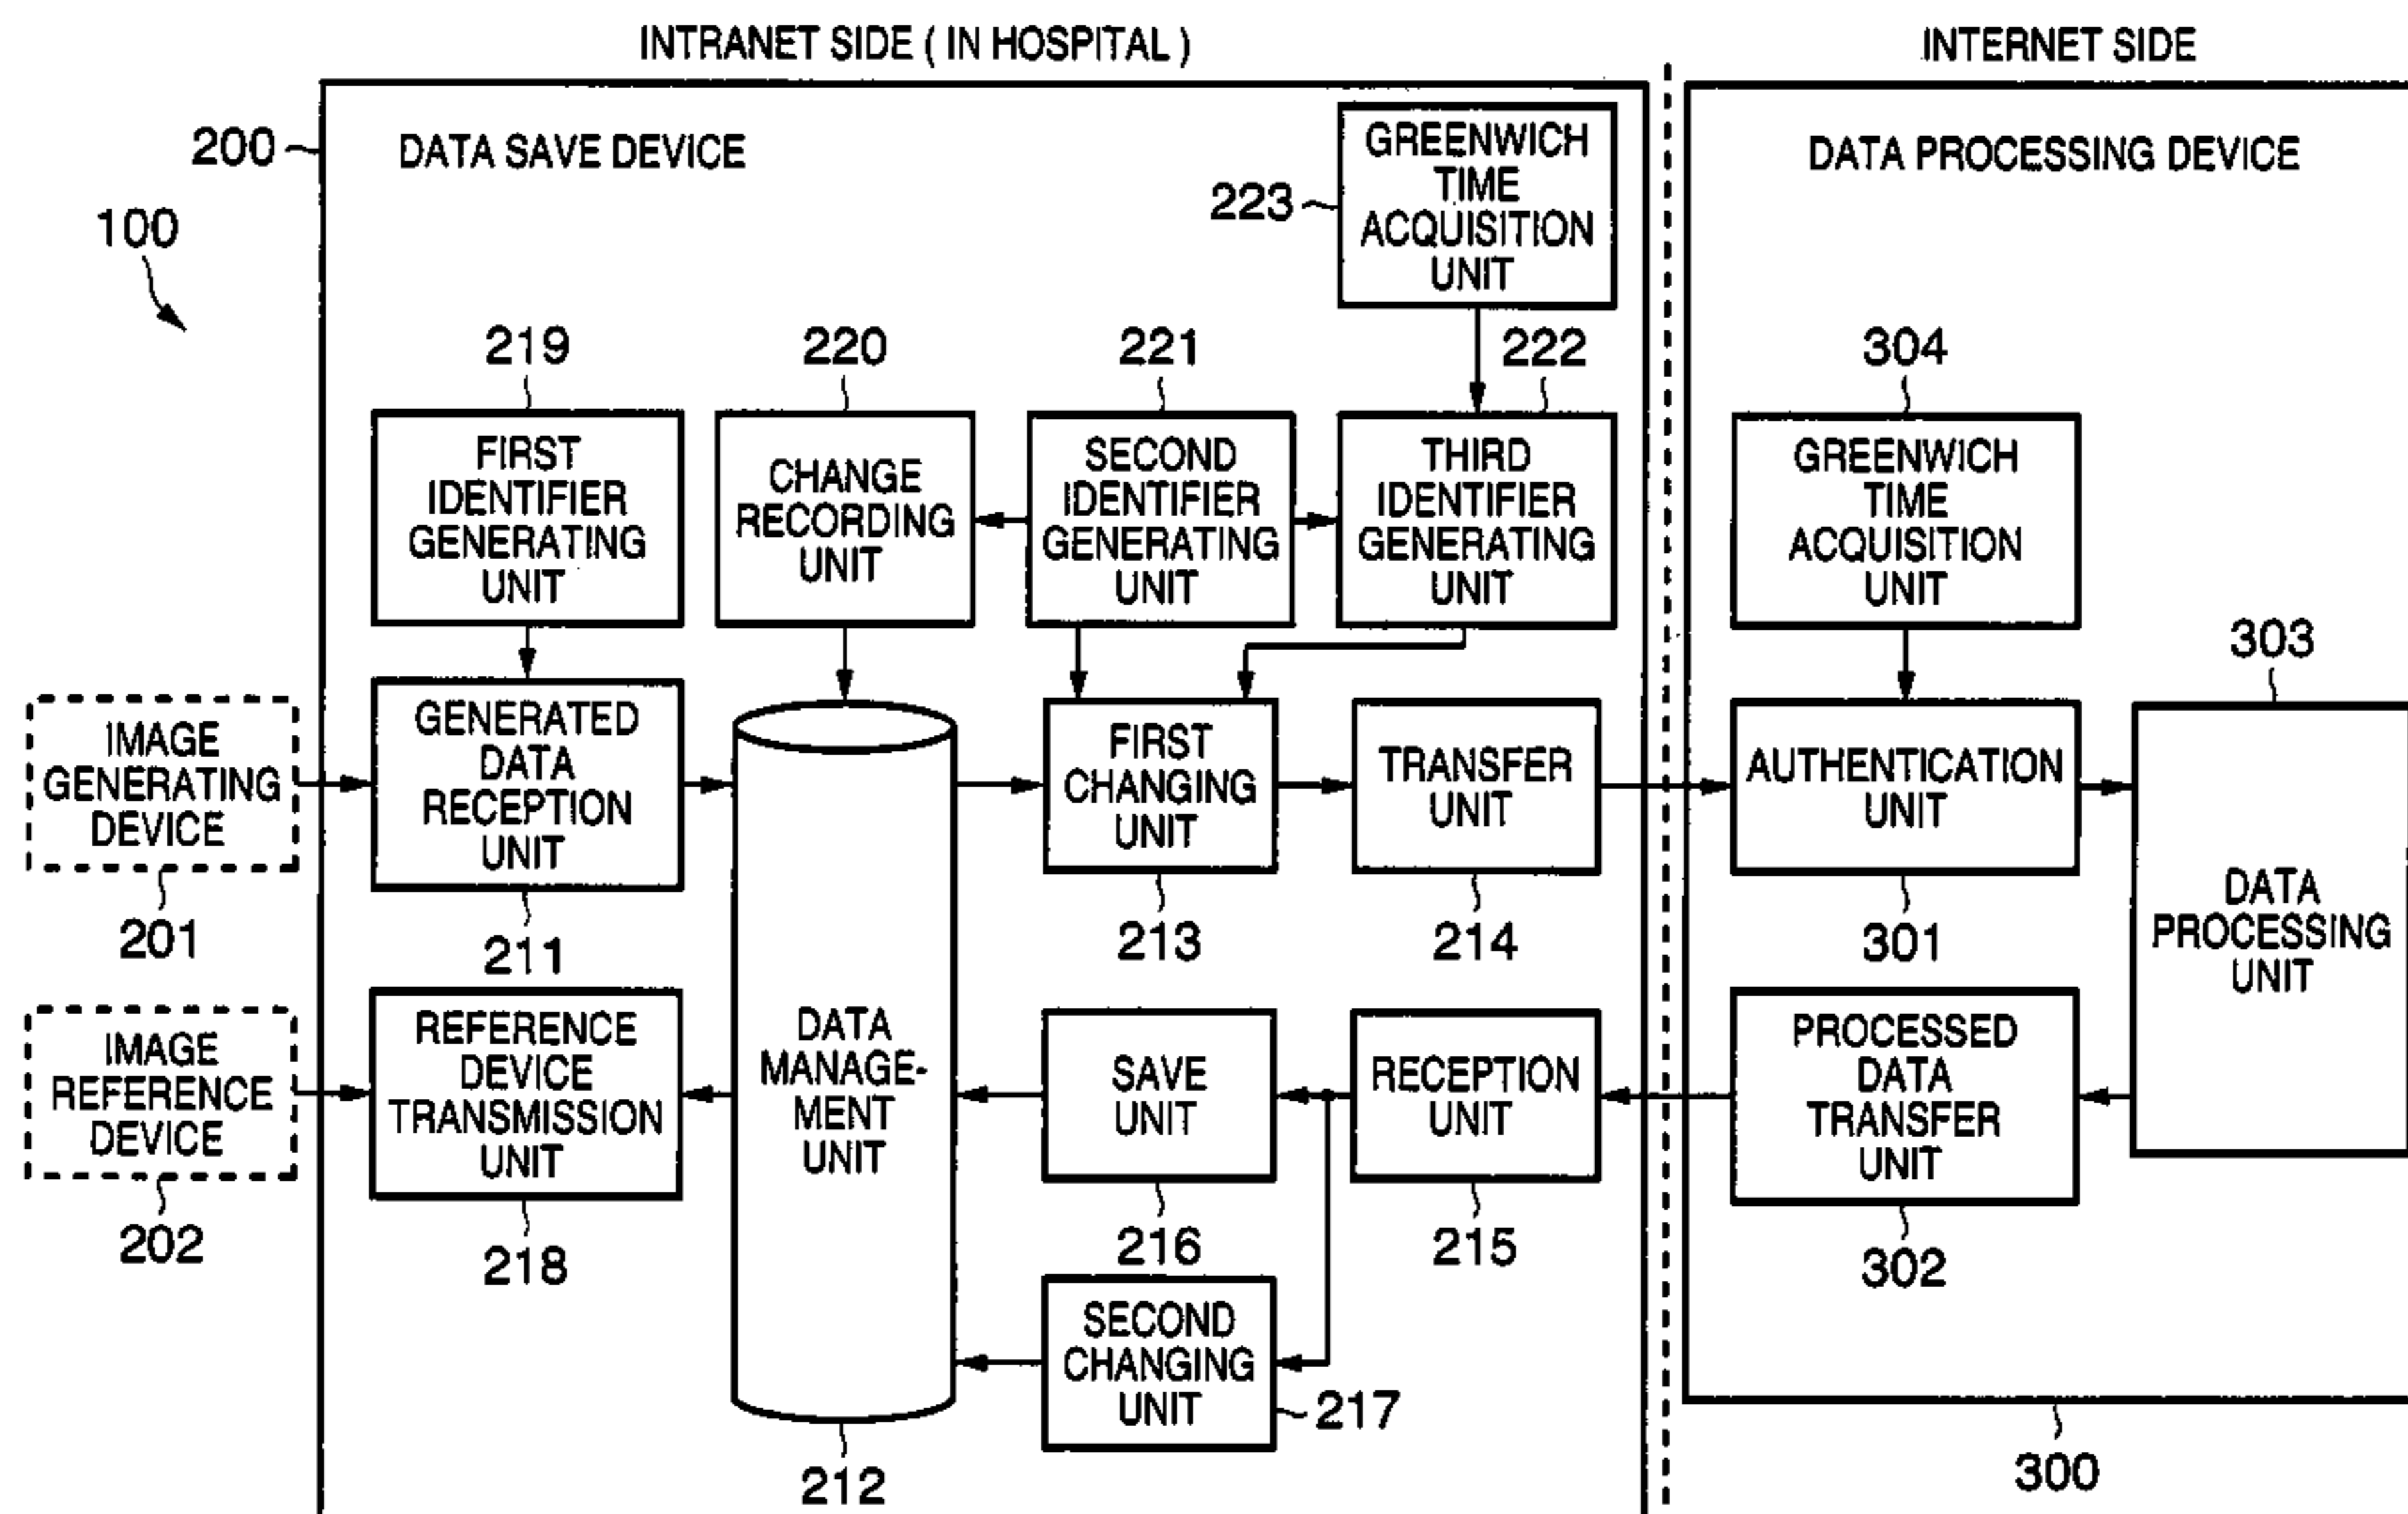 INTRANET SIDE ( IN HOSPITAL )
INTERNET SIDE
200
DATA SAVE DEVICE
100
223
GREENWICH
TIME
ACQUISITION
UNIT
DATA PROCESSING DEVICE
219
220
221
222
304
FIRST
IDENTIFIER
GENERATING
UNIT
CHANGE
RECORDING
UNIT
SECOND
IDENTIFIER
GENERATING
UNIT
THIRD
IDENTIFIER
GENERATING
UNIT
GREENWICH
TIME
ACQUISITION
UNIT
303
IMAGE
GENERATING
DEVICE
201
GENERATED
DATA
RECEPTION
UNIT
211
FIRST
CHANGING
UNIT
213
TRANSFER
UNIT
214
AUTHENTICATION
UNIT
301
DATA
PROCESSING
UNIT
IMAGE
REFERENCE
DEVICE
202
REFERENCE
DEVICE
TRANSMISSION
UNIT
218
DATA
MANAGE-
MENT
UNIT
212
SAVE
UNIT
216
RECEPTION
UNIT
215
PROCESSED
DATA
TRANSFER
UNIT
302
SECOND
CHANGING
UNIT
217
300